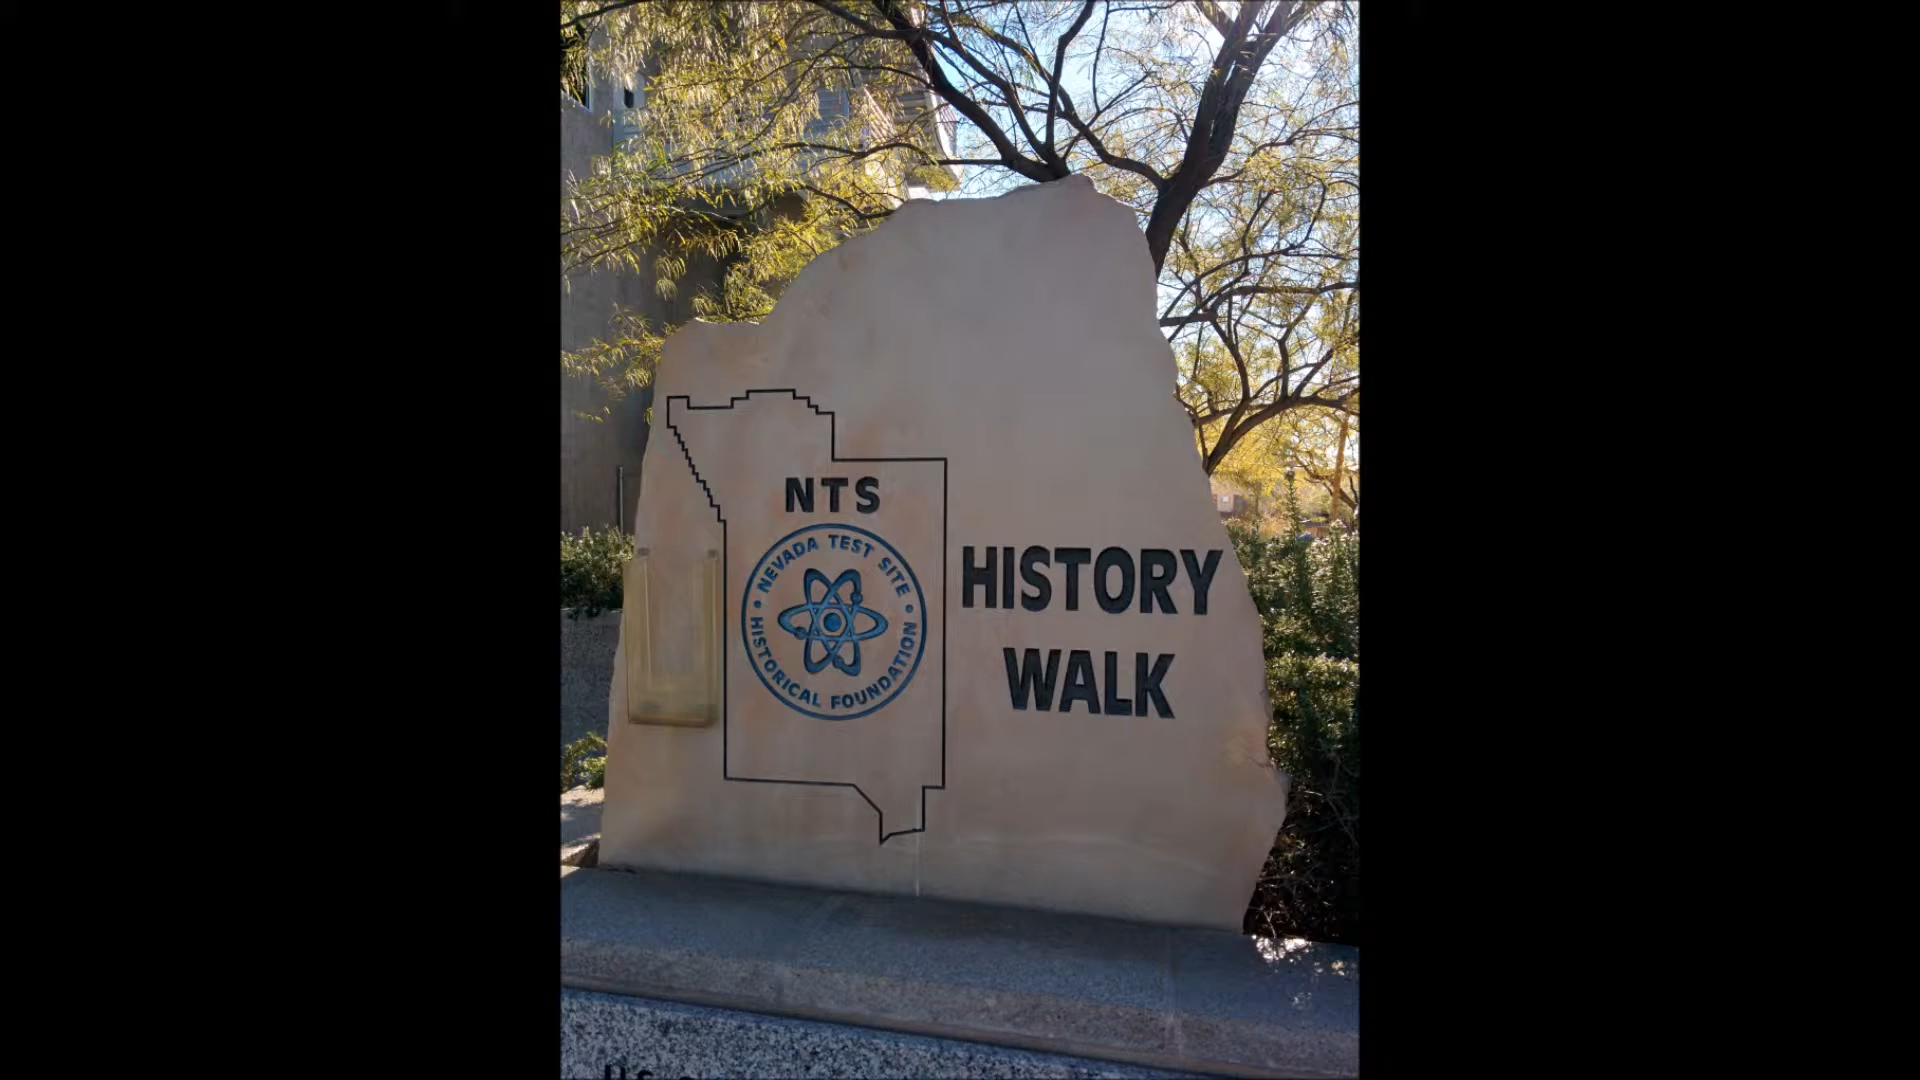 NTS
• NEVADA TEST SITE •
HISTORICAL FOUNDATION
HISTORY
WALK